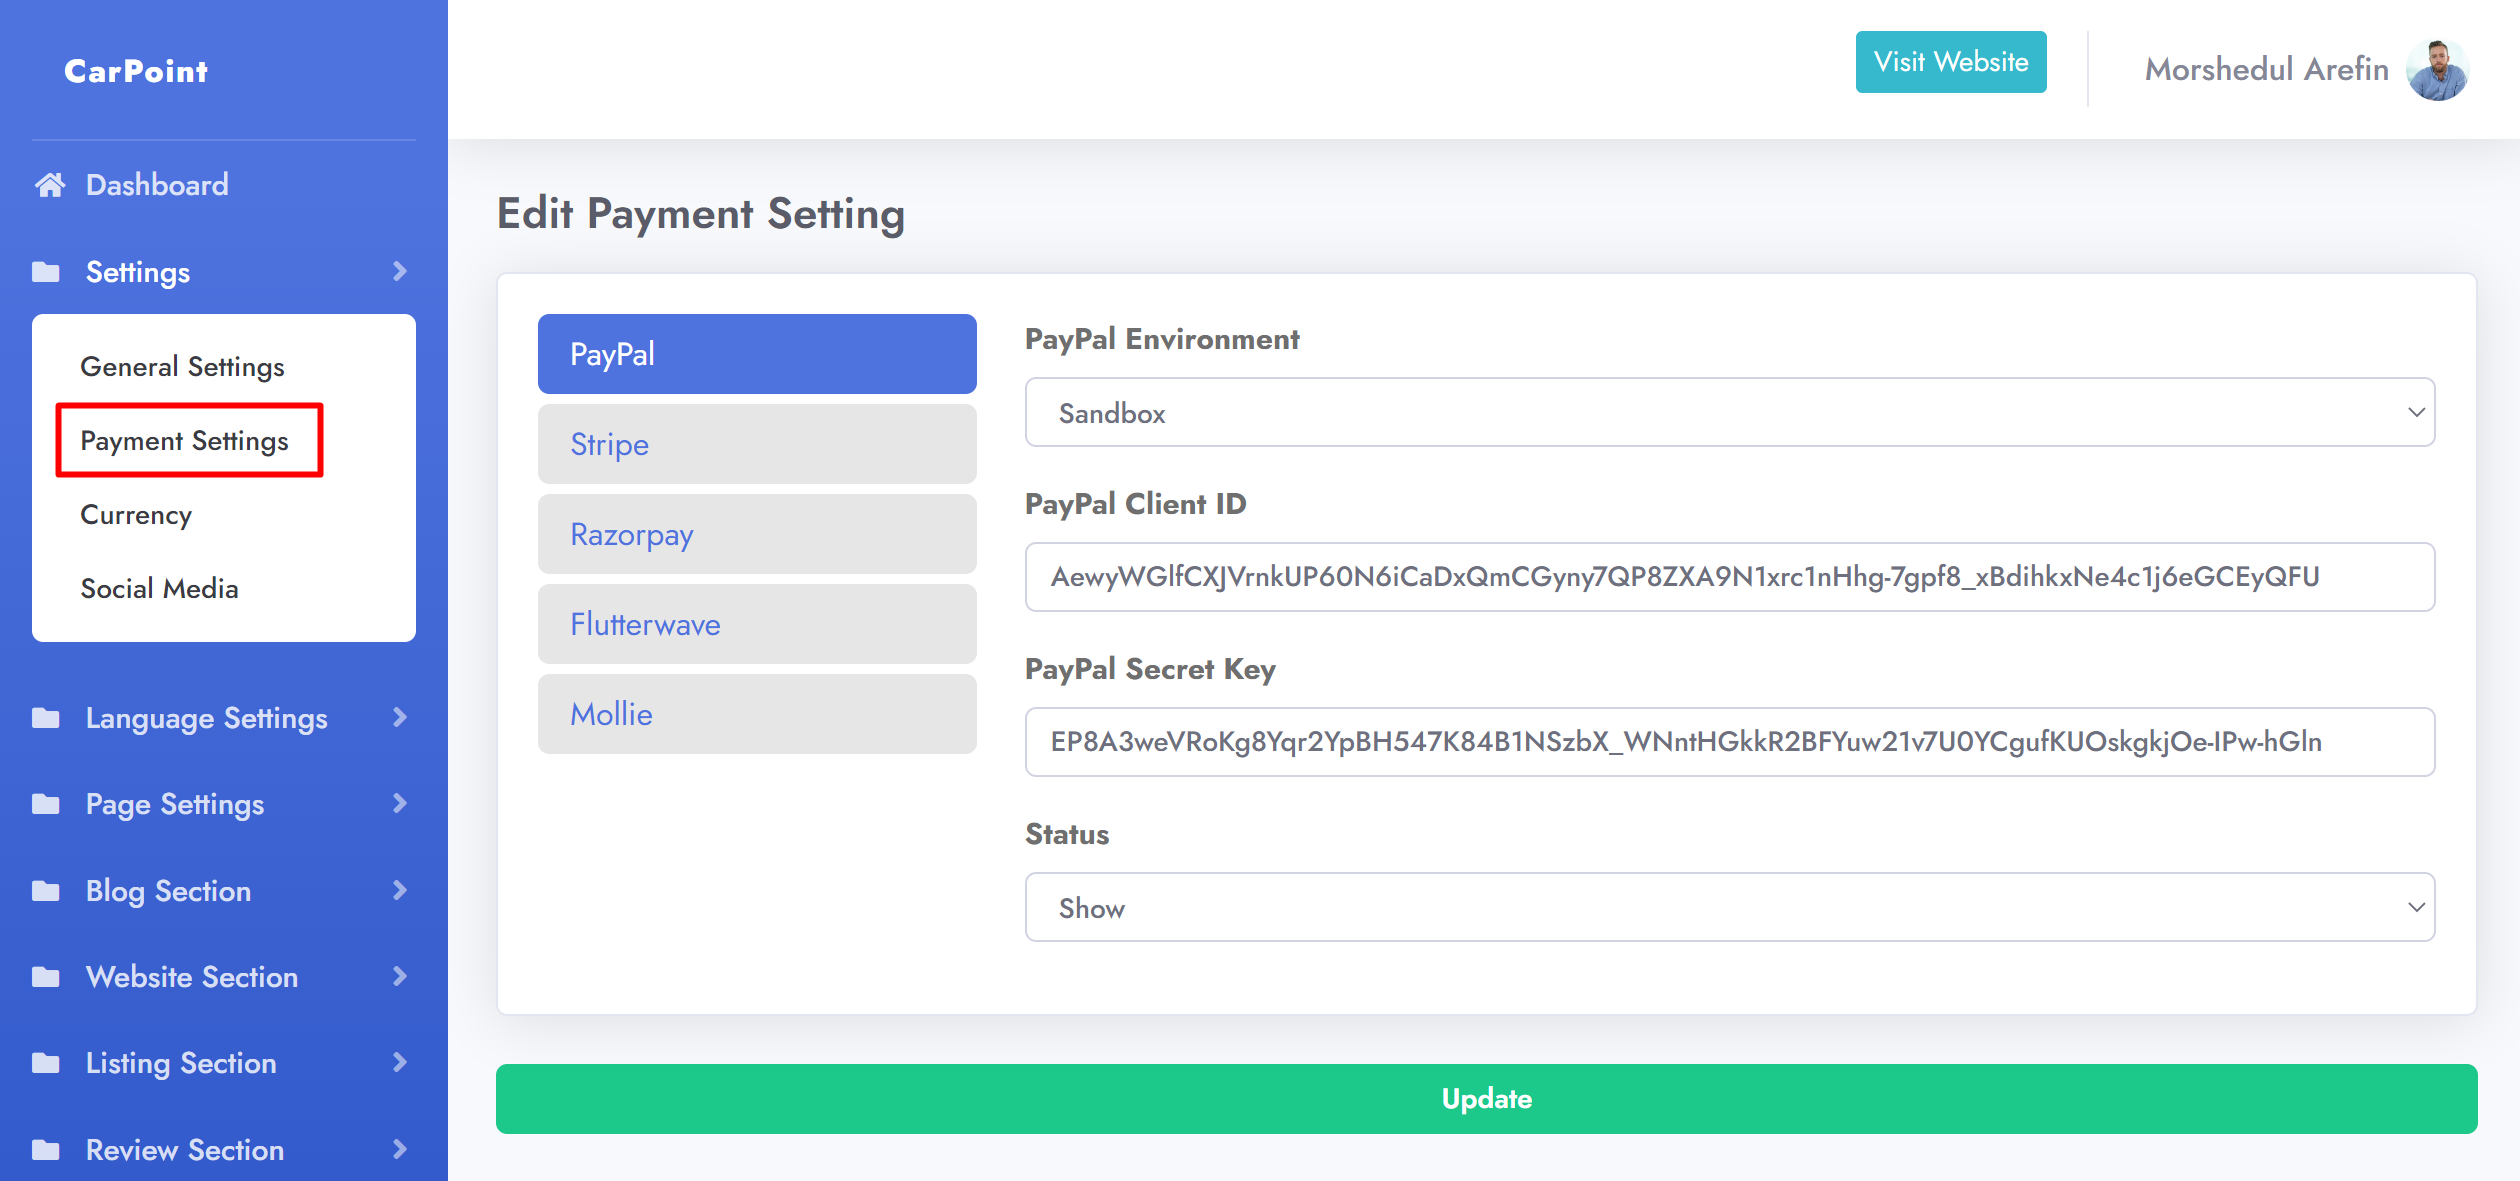 CarPoint
Visit Website
Morshedul Arefin
Dashboard
Settings
General Settings
Payment Settings
Currency
Social Media
Language Settings
Page Settings
Blog Section
Website Section
Listing Section
Review Section
Edit Payment Setting
PayPal
Stripe
Razorpay
Flutterwave
Mollie
PayPal Environment
Sandbox
PayPal Client ID
AewyWGlfCXJVrnkUP60N6iCaDxQmCGyny7QP8ZXA9N1xrc1nHhg-7gpf8_xBdihkxNe4c1j6eGCEyQFU
PayPal Secret Key
EP8A3weVRoKg8Yqr2YpBH547K84B1NSzbX_WNntHGkkR2BFYuw21v7U0YCgufKUOskgkjOe-IPw-hGln
Status
Show
Update